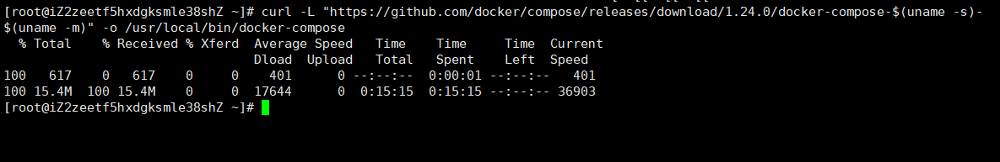 [root@iZ2zeetf5hxdgksmle38shZ ~]# curl -L "https://github.com/docker/compose/releases/download/1.24.0/docker-compose-$(uname -s)-
$(uname -m)" -o /usr/local/bin/docker-compose
  % Total    % Received % Xferd  Average Speed   Time    Time     Time  Current
                                 Dload  Upload   Total   Spent    Left  Speed
100   617    0   617    0     0    401      0 --:--:--  0:00:01 --:--:--   401
100 15.4M  100 15.4M    0     0  17644      0  0:15:15  0:15:15 --:--:-- 36903
[root@iZ2zeetf5hxdgksmle38shZ ~]#